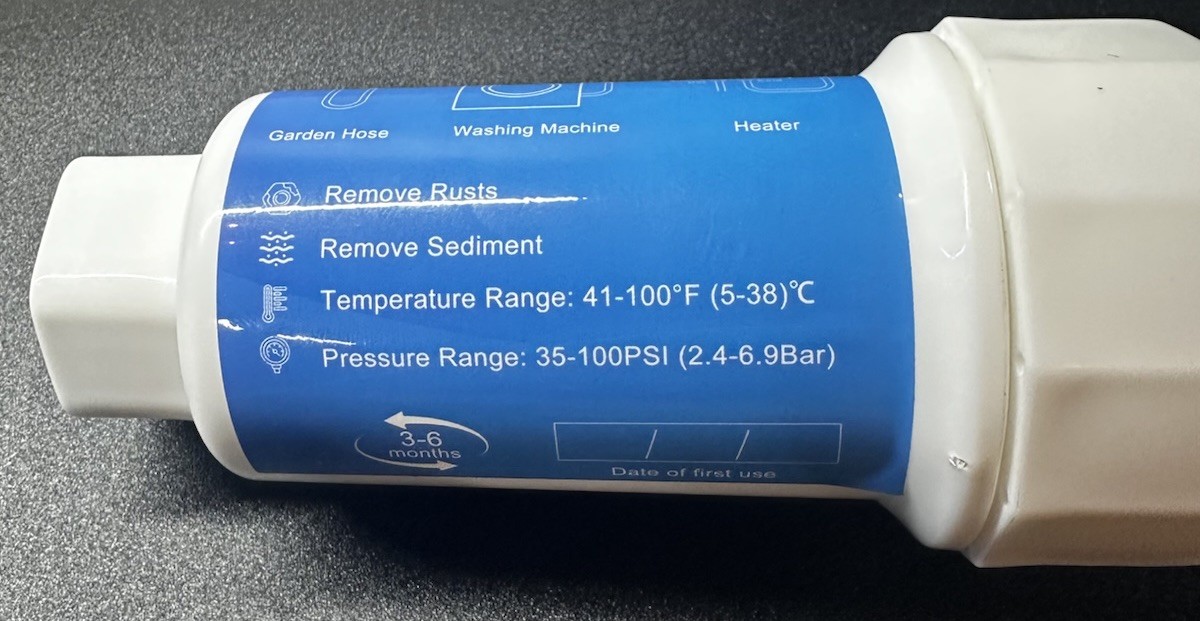 Garden Hose Washing Machine Heater
Remove Rusts
Remove Sediment
Temperature Range: 41-100°F (5-38)℃
Pressure Range: 35-100PSI (2.4-6.9Bar)
3-6
months
/ /
Date of first use